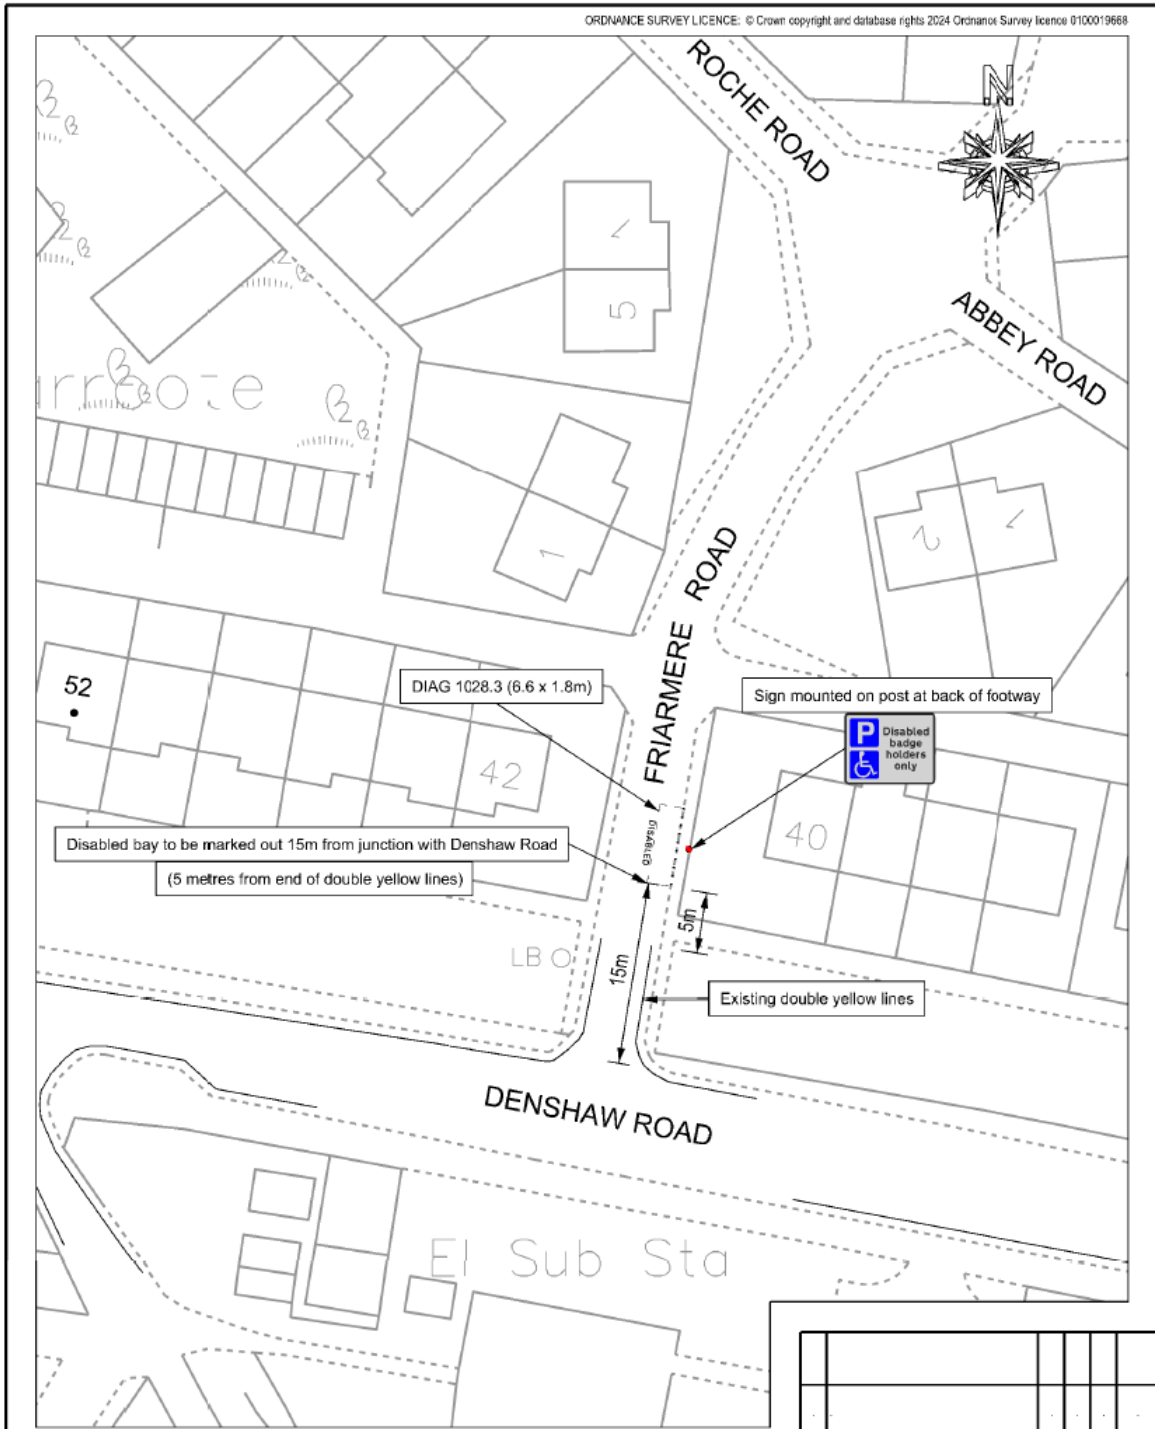 ORDNANCE SURVEY LICENCE: © Crown copyright and database rights 2024 Ordnance Survey licence 0100019668
N
ROCHE ROAD
ABBEY ROAD
7
5
1
2
1
FRIARMERE ROAD
52
42
40
DIAG 1028.3 (6.6 x 1.8m)
Sign mounted on post at back of footway
P
Disabled
badge
holders
only
DISABLED
Disabled bay to be marked out 15m from junction with Denshaw Road
(5 metres from end of double yellow lines)
5m
15m
LB
Existing double yellow lines
DENSHAW ROAD
El Sub Sta